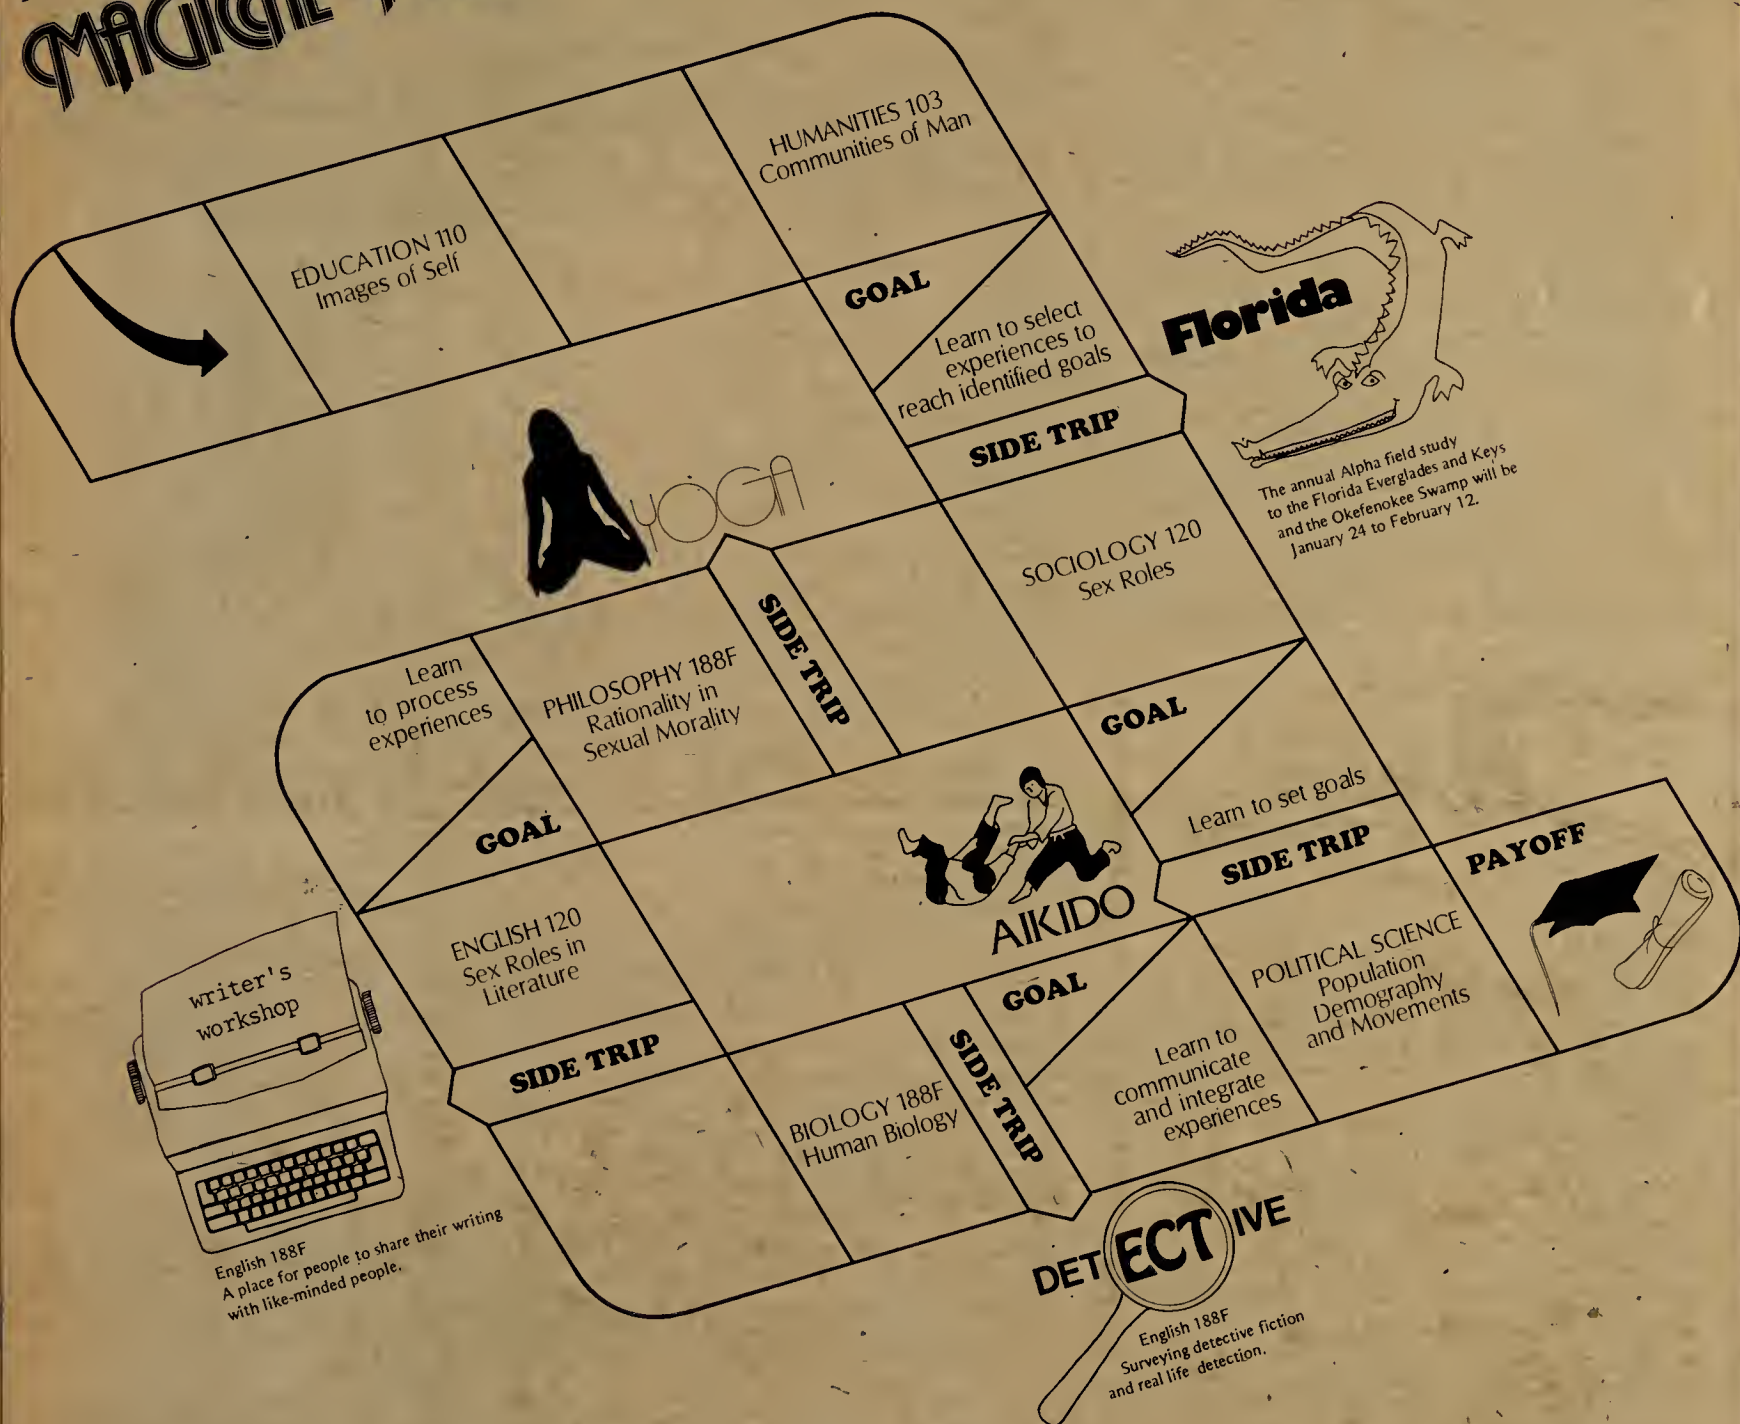 MAGICAL
HUMANITIES 103
Communities of Man
EDUCATION 110
Images of Self
GOAL
Learn to select
experiences to
reach identified goals
SIDE TRIP
Florida
The annual Alpha field study
to the Florida Everglades and Keys
and the Okefenokee Swamp will be
January 24 to February 12.
YOGA
SOCIOLOGY 120
Sex Roles
SIDE TRIP
PHILOSOPHY 188F
Rationality in
Sexual Morality
Learn
to process
experiences
GOAL
GOAL
Learn to set goals
SIDE TRIP
PAYOFF
AIKIDO
ENGLISH 120
Sex Roles in
Literature
POLITICAL SCIENCE
Population
Demography
and Movements
GOAL
Learn to
communicate
and integrate
experiences
SIDE TRIP
writer's
workshop
SIDE TRIP
BIOLOGY 188F
Human Biology
English 188F
A place for people to share their writing
with like-minded people.
DETECTIVE
English 188F
Surveying detective fiction
and real life detection.